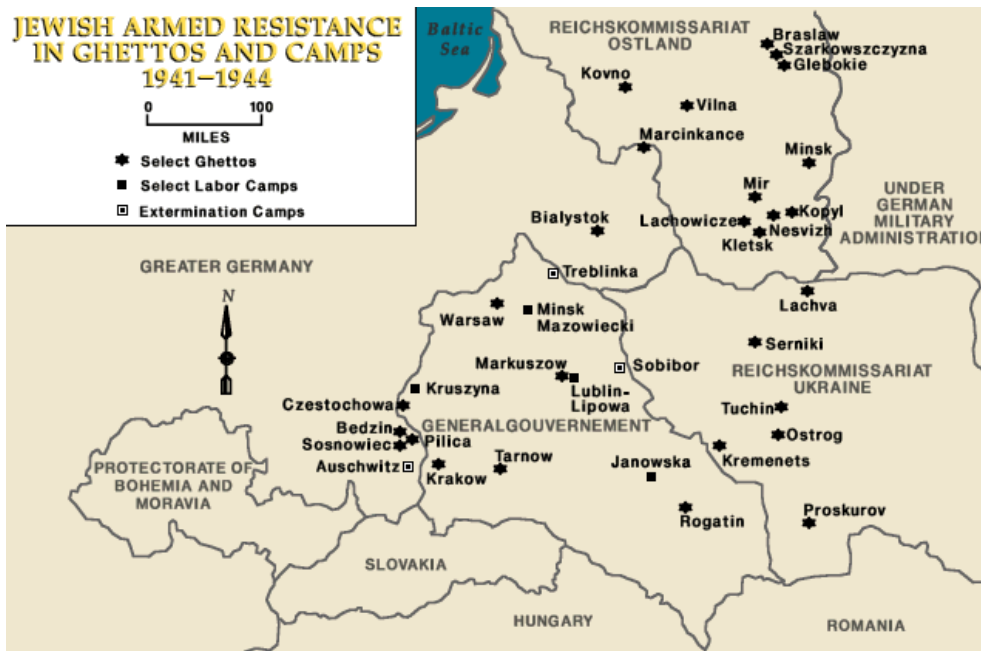 JEWISH ARMED RESISTANCE
IN GHETTOS AND CAMPS
1941–1944
0 100
MILES
Select Ghettos
Select Labor Camps
Extermination Camps
Baltic
Sea
REICHSKOMMISSARIAT
OSTLAND
Braslaw
Szarkowszczyzna
Glebokie
Kovno
Vilna
Marcinkance
Minsk
Mir
Kopyl
Lachowicze
Nesvizh
Kletsk
UNDER
GERMAN
MILITARY
ADMINISTRATION
Bialystok
GREATER GERMANY
Treblinka
N
Lachva
Warsaw
Minsk
Mazowiecki
Serniki
Markuszow
Sobibor
REICHSKOMMISSARIAT
UKRAINE
Kruszyna
Lublin-
Lipowa
Czestochowa
Tuchin
GENERALGOUVERNEMENT
Bedzin
Pilica
Ostrog
Sosnowiec
Kremenets
Auschwitz
Krakow
Tarnow
Janowska
PROTECTORATE OF
BOHEMIA AND
MORAVIA
Rogatin
Proskurov
SLOVAKIA
HUNGARY
ROMANIA